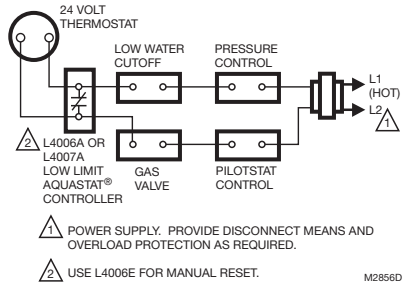 24 VOLT
THERMOSTAT
LOW WATER
CUTOFF
PRESSURE
CONTROL
L1
(HOT)
L2
1
2
L4006A OR
L4007A
LOW LIMIT
AQUASTAT®
CONTROLLER
GAS
VALVE
PILOTSTAT
CONTROL
1 POWER SUPPLY. PROVIDE DISCONNECT MEANS AND
OVERLOAD PROTECTION AS REQUIRED.
2 USE L4006E FOR MANUAL RESET.
M2856D